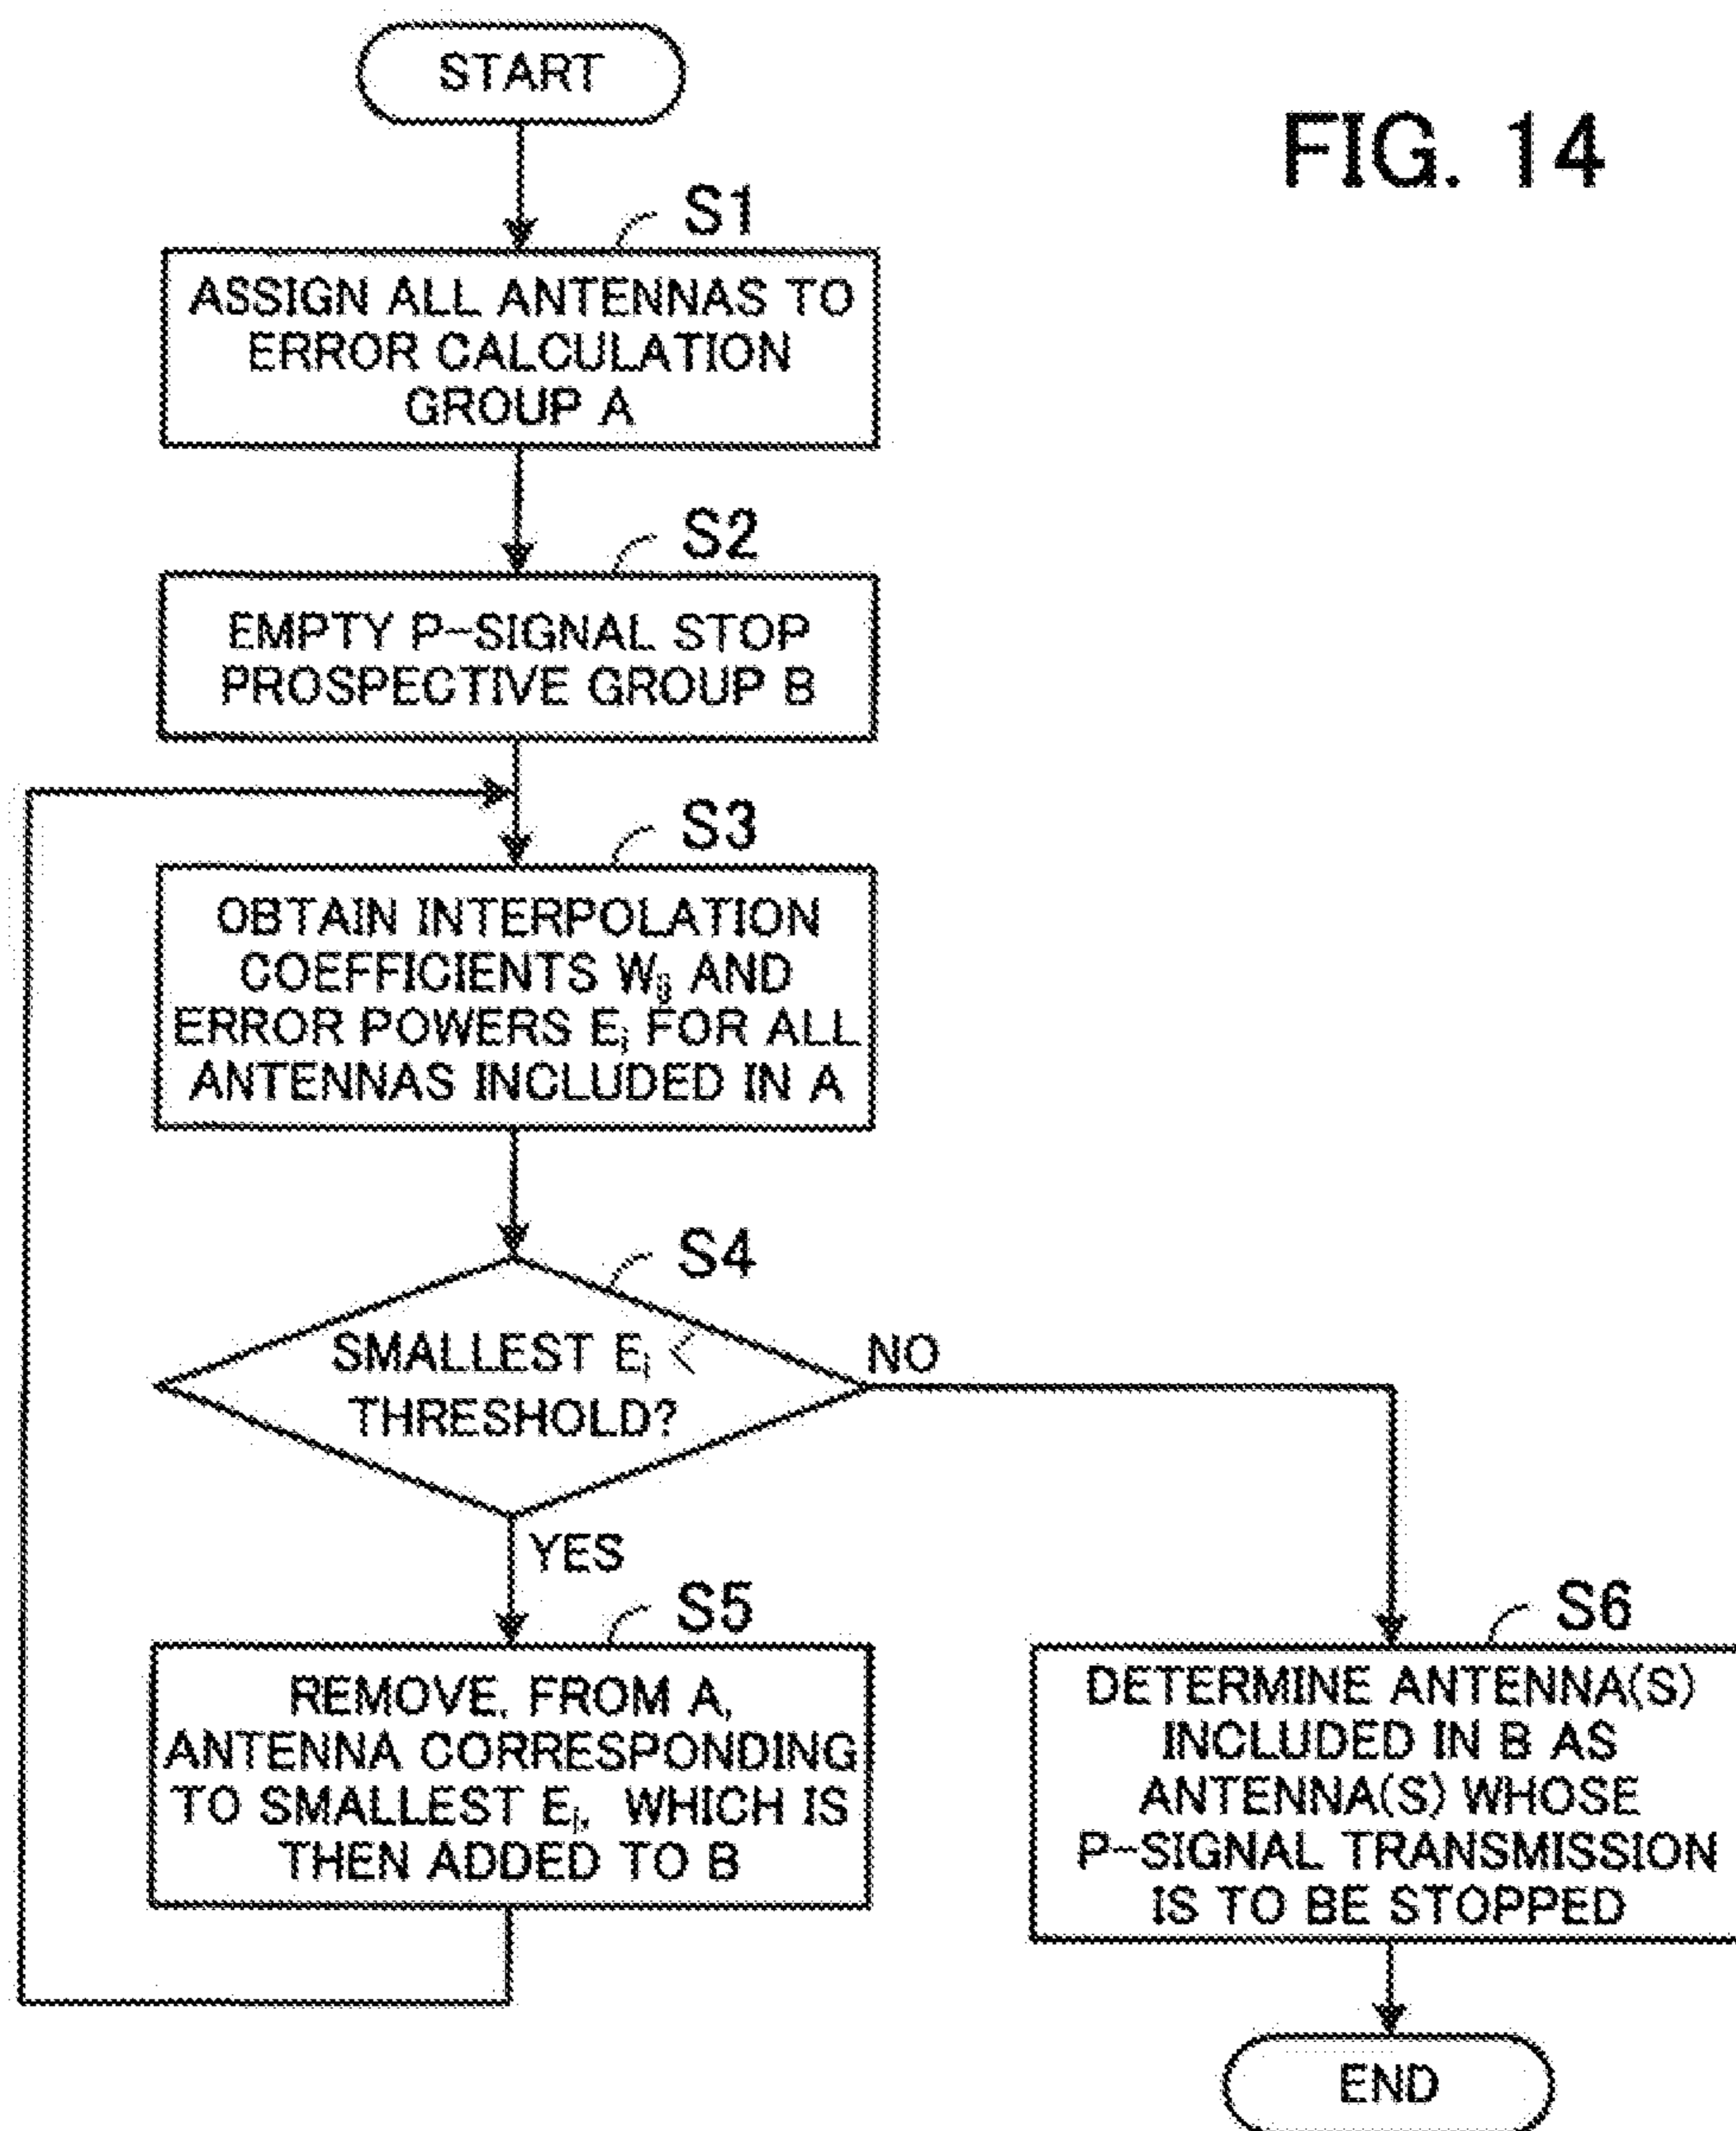 START
FIG. 14
S1
ASSIGN ALL ANTENNAS TO
ERROR CALCULATION
GROUP A
S2
EMPTY P-SIGNAL STOP
PROSPECTIVE GROUP B
S3
OBTAIN INTERPOLATION
COEFFICIENTS Wij AND
ERROR POWERS Ei FOR ALL
ANTENNAS INCLUDED IN A
S4
SMALLEST Ei <
THRESHOLD?
NO
YES
S5
REMOVE, FROM A,
ANTENNA CORRESPONDING
TO SMALLEST Ei, WHICH IS
THEN ADDED TO B
S6
DETERMINE ANTENNA(S)
INCLUDED IN B AS
ANTENNA(S) WHOSE
P-SIGNAL TRANSMISSION
IS TO BE STOPPED
END